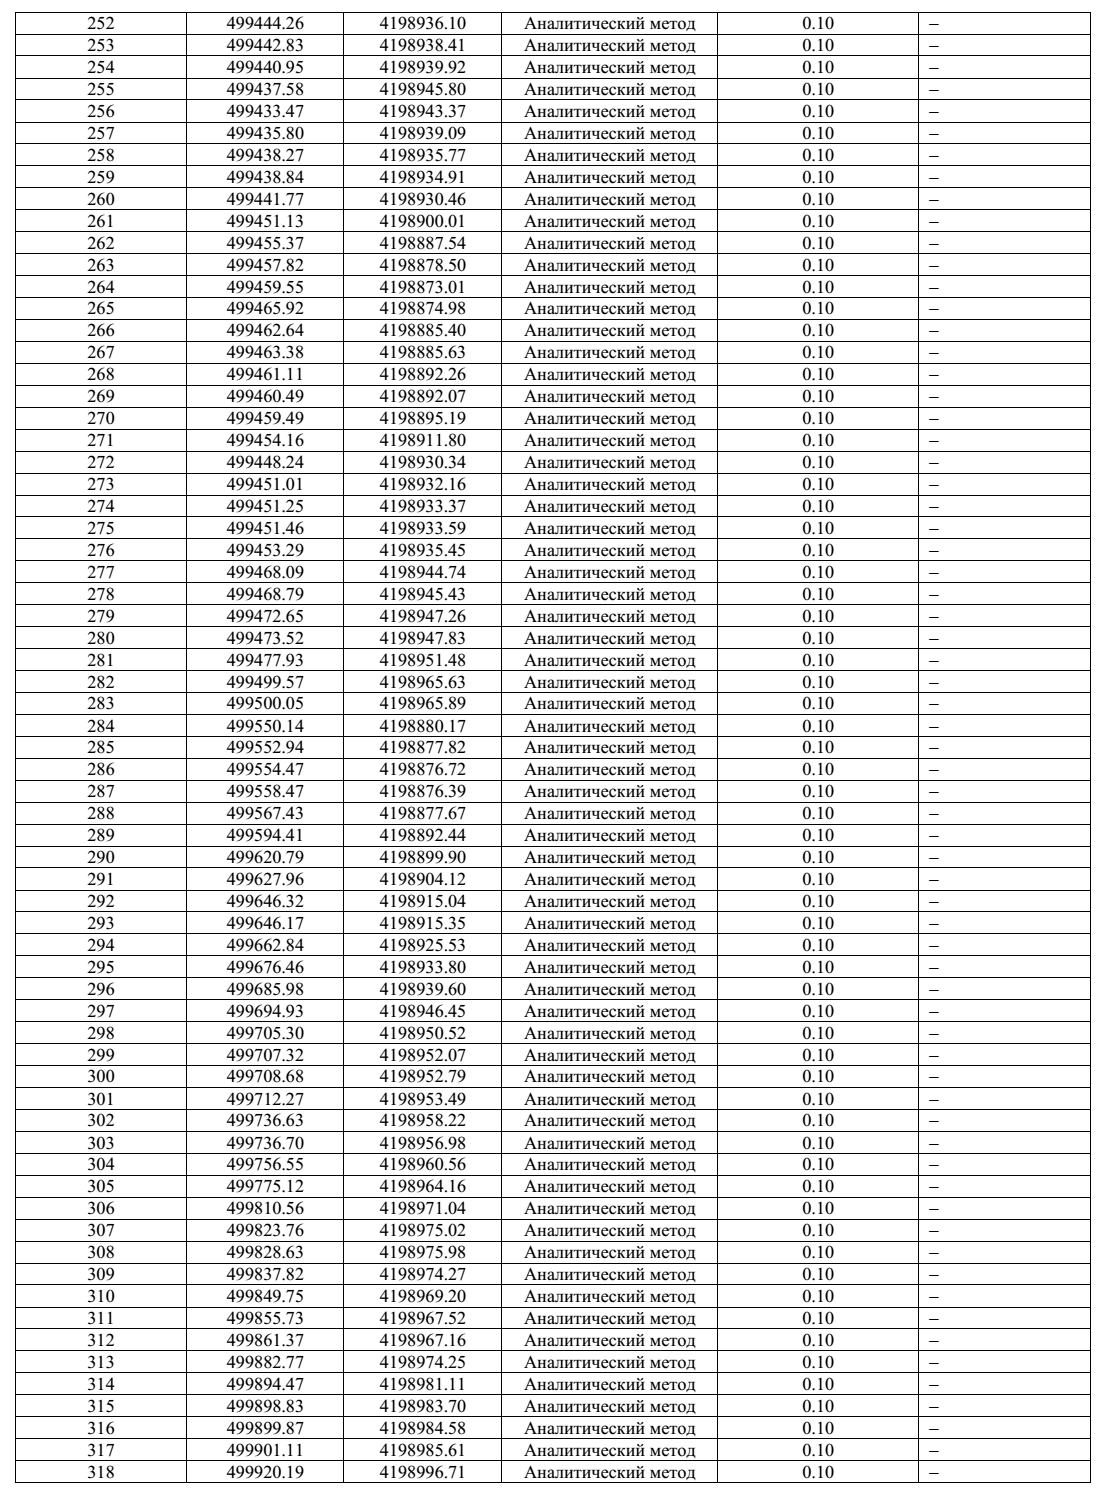 252 499444.26 4198936.10 Аналитический метод 0.10 –
253 499442.83 4198938.41 Аналитический метод 0.10 –
254 499440.95 4198939.92 Аналитический метод 0.10 –
255 499437.58 4198945.80 Аналитический метод 0.10 –
256 499433.47 4198943.37 Аналитический метод 0.10 –
257 499435.80 4198939.09 Аналитический метод 0.10 –
258 499438.27 4198935.77 Аналитический метод 0.10 –
259 499438.84 4198934.91 Аналитический метод 0.10 –
260 499441.77 4198930.46 Аналитический метод 0.10 –
261 499451.13 4198900.01 Аналитический метод 0.10 –
262 499455.37 4198887.54 Аналитический метод 0.10 –
263 499457.82 4198878.50 Аналитический метод 0.10 –
264 499459.55 4198873.01 Аналитический метод 0.10 –
265 499465.92 4198874.98 Аналитический метод 0.10 –
266 499462.64 4198885.40 Аналитический метод 0.10 –
267 499463.38 4198885.63 Аналитический метод 0.10 –
268 499461.11 4198892.26 Аналитический метод 0.10 –
269 499460.49 4198892.07 Аналитический метод 0.10 –
270 499459.49 4198895.19 Аналитический метод 0.10 –
271 499454.16 4198911.80 Аналитический метод 0.10 –
272 499448.24 4198930.34 Аналитический метод 0.10 –
273 499451.01 4198932.16 Аналитический метод 0.10 –
274 499451.25 4198933.37 Аналитический метод 0.10 –
275 499451.46 4198933.59 Аналитический метод 0.10 –
276 499453.29 4198935.45 Аналитический метод 0.10 –
277 499468.09 4198944.74 Аналитический метод 0.10 –
278 499468.79 4198945.43 Аналитический метод 0.10 –
279 499472.65 4198947.26 Аналитический метод 0.10 –
280 499473.52 4198947.83 Аналитический метод 0.10 –
281 499477.93 4198951.48 Аналитический метод 0.10 –
282 499499.57 4198965.63 Аналитический метод 0.10 –
283 499500.05 4198965.89 Аналитический метод 0.10 –
284 499550.14 4198880.17 Аналитический метод 0.10 –
285 499552.94 4198877.82 Аналитический метод 0.10 –
286 499554.47 4198876.72 Аналитический метод 0.10 –
287 499558.47 4198876.39 Аналитический метод 0.10 –
288 499567.43 4198877.67 Аналитический метод 0.10 –
289 499594.41 4198892.44 Аналитический метод 0.10 –
290 499620.79 4198899.90 Аналитический метод 0.10 –
291 499627.96 4198904.12 Аналитический метод 0.10 –
292 499646.32 4198915.04 Аналитический метод 0.10 –
293 499646.17 4198915.35 Аналитический метод 0.10 –
294 499662.84 4198925.53 Аналитический метод 0.10 –
295 499676.46 4198933.80 Аналитический метод 0.10 –
296 499685.98 4198939.60 Аналитический метод 0.10 –
297 499694.93 4198946.45 Аналитический метод 0.10 –
298 499705.30 4198950.52 Аналитический метод 0.10 –
299 499707.32 4198952.07 Аналитический метод 0.10 –
300 499708.68 4198952.79 Аналитический метод 0.10 –
301 499712.27 4198953.49 Аналитический метод 0.10 –
302 499736.63 4198958.22 Аналитический метод 0.10 –
303 499736.70 4198956.98 Аналитический метод 0.10 –
304 499756.55 4198960.56 Аналитический метод 0.10 –
305 499775.12 4198964.16 Аналитический метод 0.10 –
306 499810.56 4198971.04 Аналитический метод 0.10 –
307 499823.76 4198975.02 Аналитический метод 0.10 –
308 499828.63 4198975.98 Аналитический метод 0.10 –
309 499837.82 4198974.27 Аналитический метод 0.10 –
310 499849.75 4198969.20 Аналитический метод 0.10 –
311 499855.73 4198967.52 Аналитический метод 0.10 –
312 499861.37 4198967.16 Аналитический метод 0.10 –
313 499882.77 4198974.25 Аналитический метод 0.10 –
314 499894.47 4198981.11 Аналитический метод 0.10 –
315 499898.83 4198983.70 Аналитический метод 0.10 –
316 499899.87 4198984.58 Аналитический метод 0.10 –
317 499901.11 4198985.61 Аналитический метод 0.10 –
318 499920.19 4198996.71 Аналитический метод 0.10 –